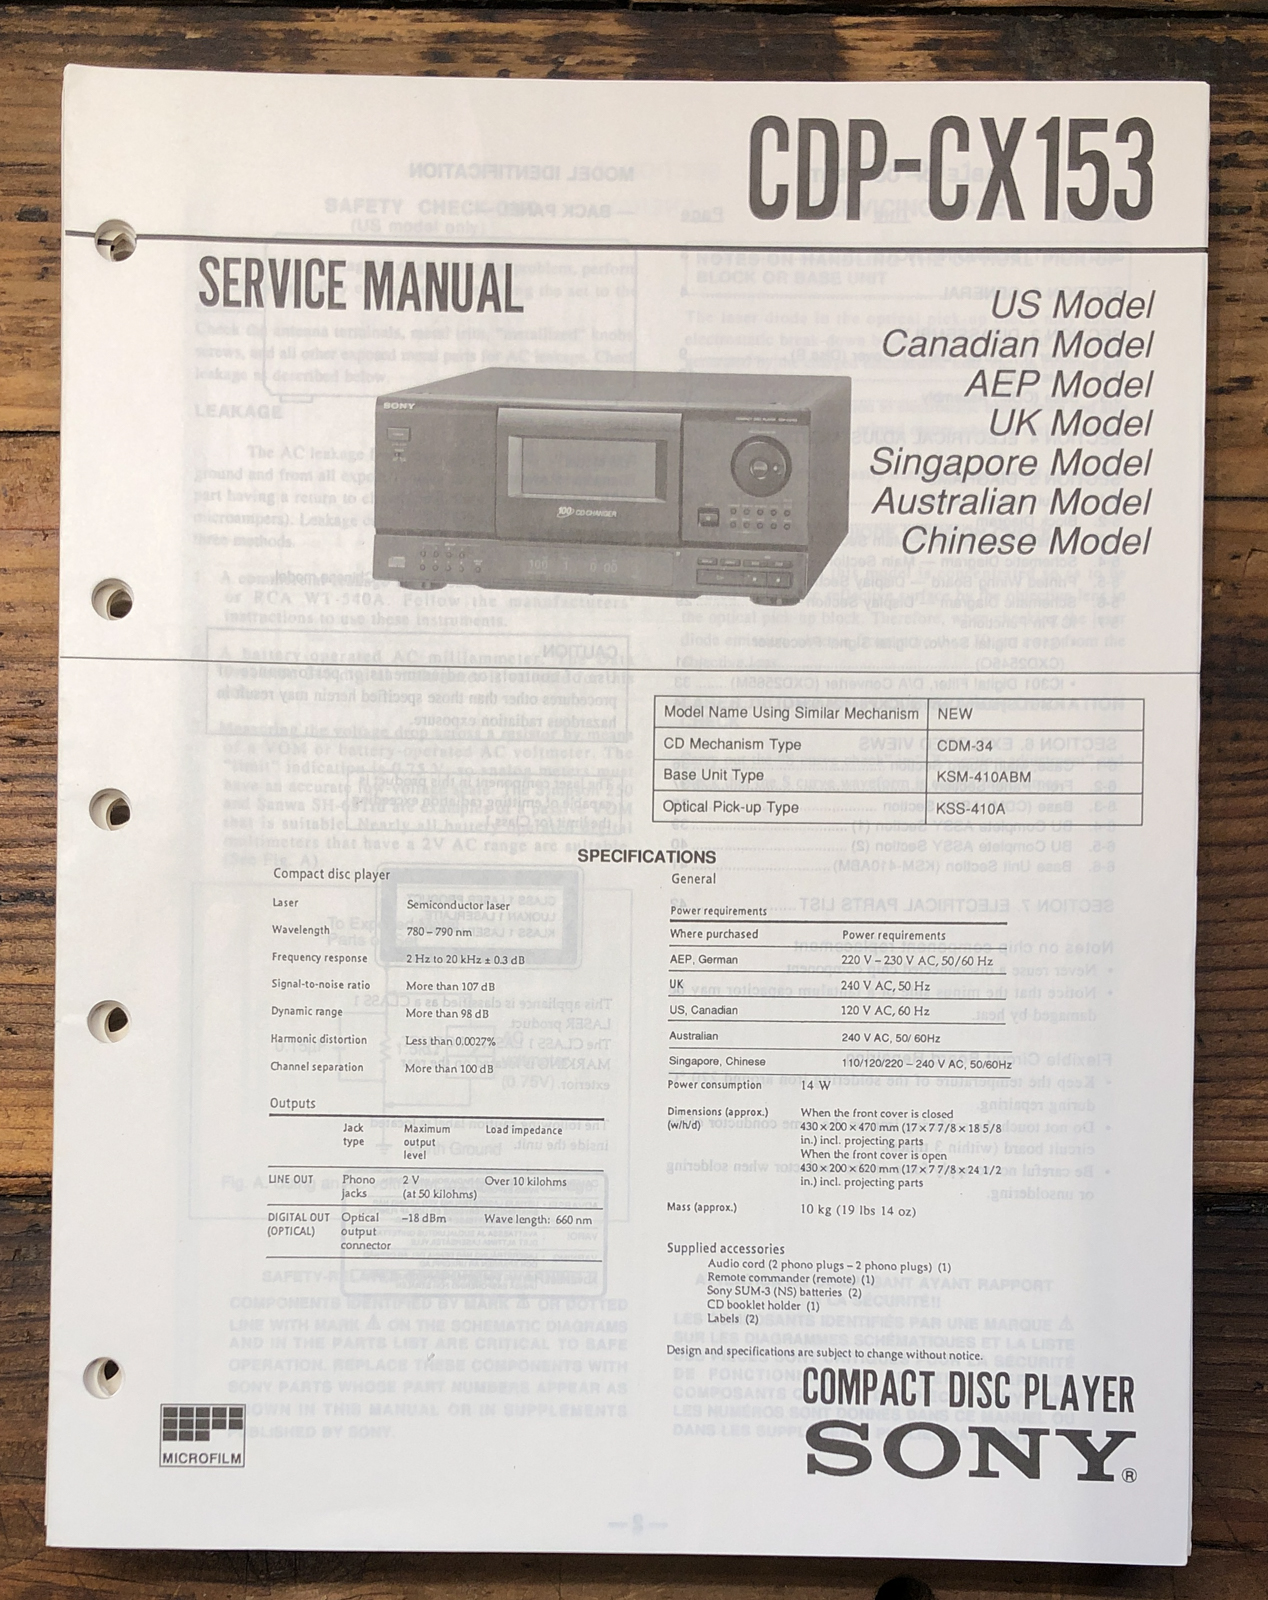 CDP-CX153
SERVICE MANUAL
US Model
Canadian Model
AEP Model
UK Model
Singapore Model
Australian Model
Chinese Model
SONY
100 CD CHANGER
Model Name Using Similar Mechanism NEW
CD Mechanism Type CDM-34
Base Unit Type KSM-410ABM
Optical Pick-up Type KSS-410A
SPECIFICATIONS
Compact disc player
Laser Semiconductor laser
Wavelength 780 – 790 nm
Frequency response 2 Hz to 20 kHz ± 0.3 dB
Signal-to-noise ratio More than 107 dB
Dynamic range More than 98 dB
Harmonic distortion Less than 0.0027%
Channel separation More than 100 dB
Outputs
Jack type Maximum output level Load impedance
LINE OUT Phono jacks 2 V (at 50 kilohms) Over 10 kilohms
DIGITAL OUT (OPTICAL) Optical output connector –18 dBm Wave length: 660 nm
General
Power requirements
Where purchased Power requirements
AEP, German 220 V – 230 V AC, 50/60 Hz
UK 240 V AC, 50 Hz
US, Canadian 120 V AC, 60 Hz
Australian 240 V AC, 50/ 60Hz
Singapore, Chinese 110/120/220 – 240 V AC, 50/60Hz
Power consumption 14 W
Dimensions (approx.) (w/h/d) When the front cover is closed
430 x 200 x 470 mm (17 x 7 7/8 x 18 5/8
in.) incl. projecting parts
When the front cover is open
430 x 200 x 620 mm (17 x 7 7/8 x 24 1/2
in.) incl. projecting parts
Mass (approx.) 10 kg (19 lbs 14 oz)
Supplied accessories
Audio cord (2 phono plugs – 2 phono plugs) (1)
Remote commander (remote) (1)
Sony SUM-3 (NS) batteries (2)
CD booklet holder (1)
Labels (2)
Design and specifications are subject to change without notice.
MICROFILM
COMPACT DISC PLAYER
SONY®